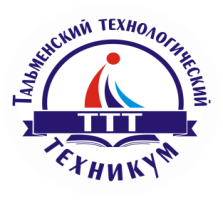 Тальменский технологический
ТТТ
техникум